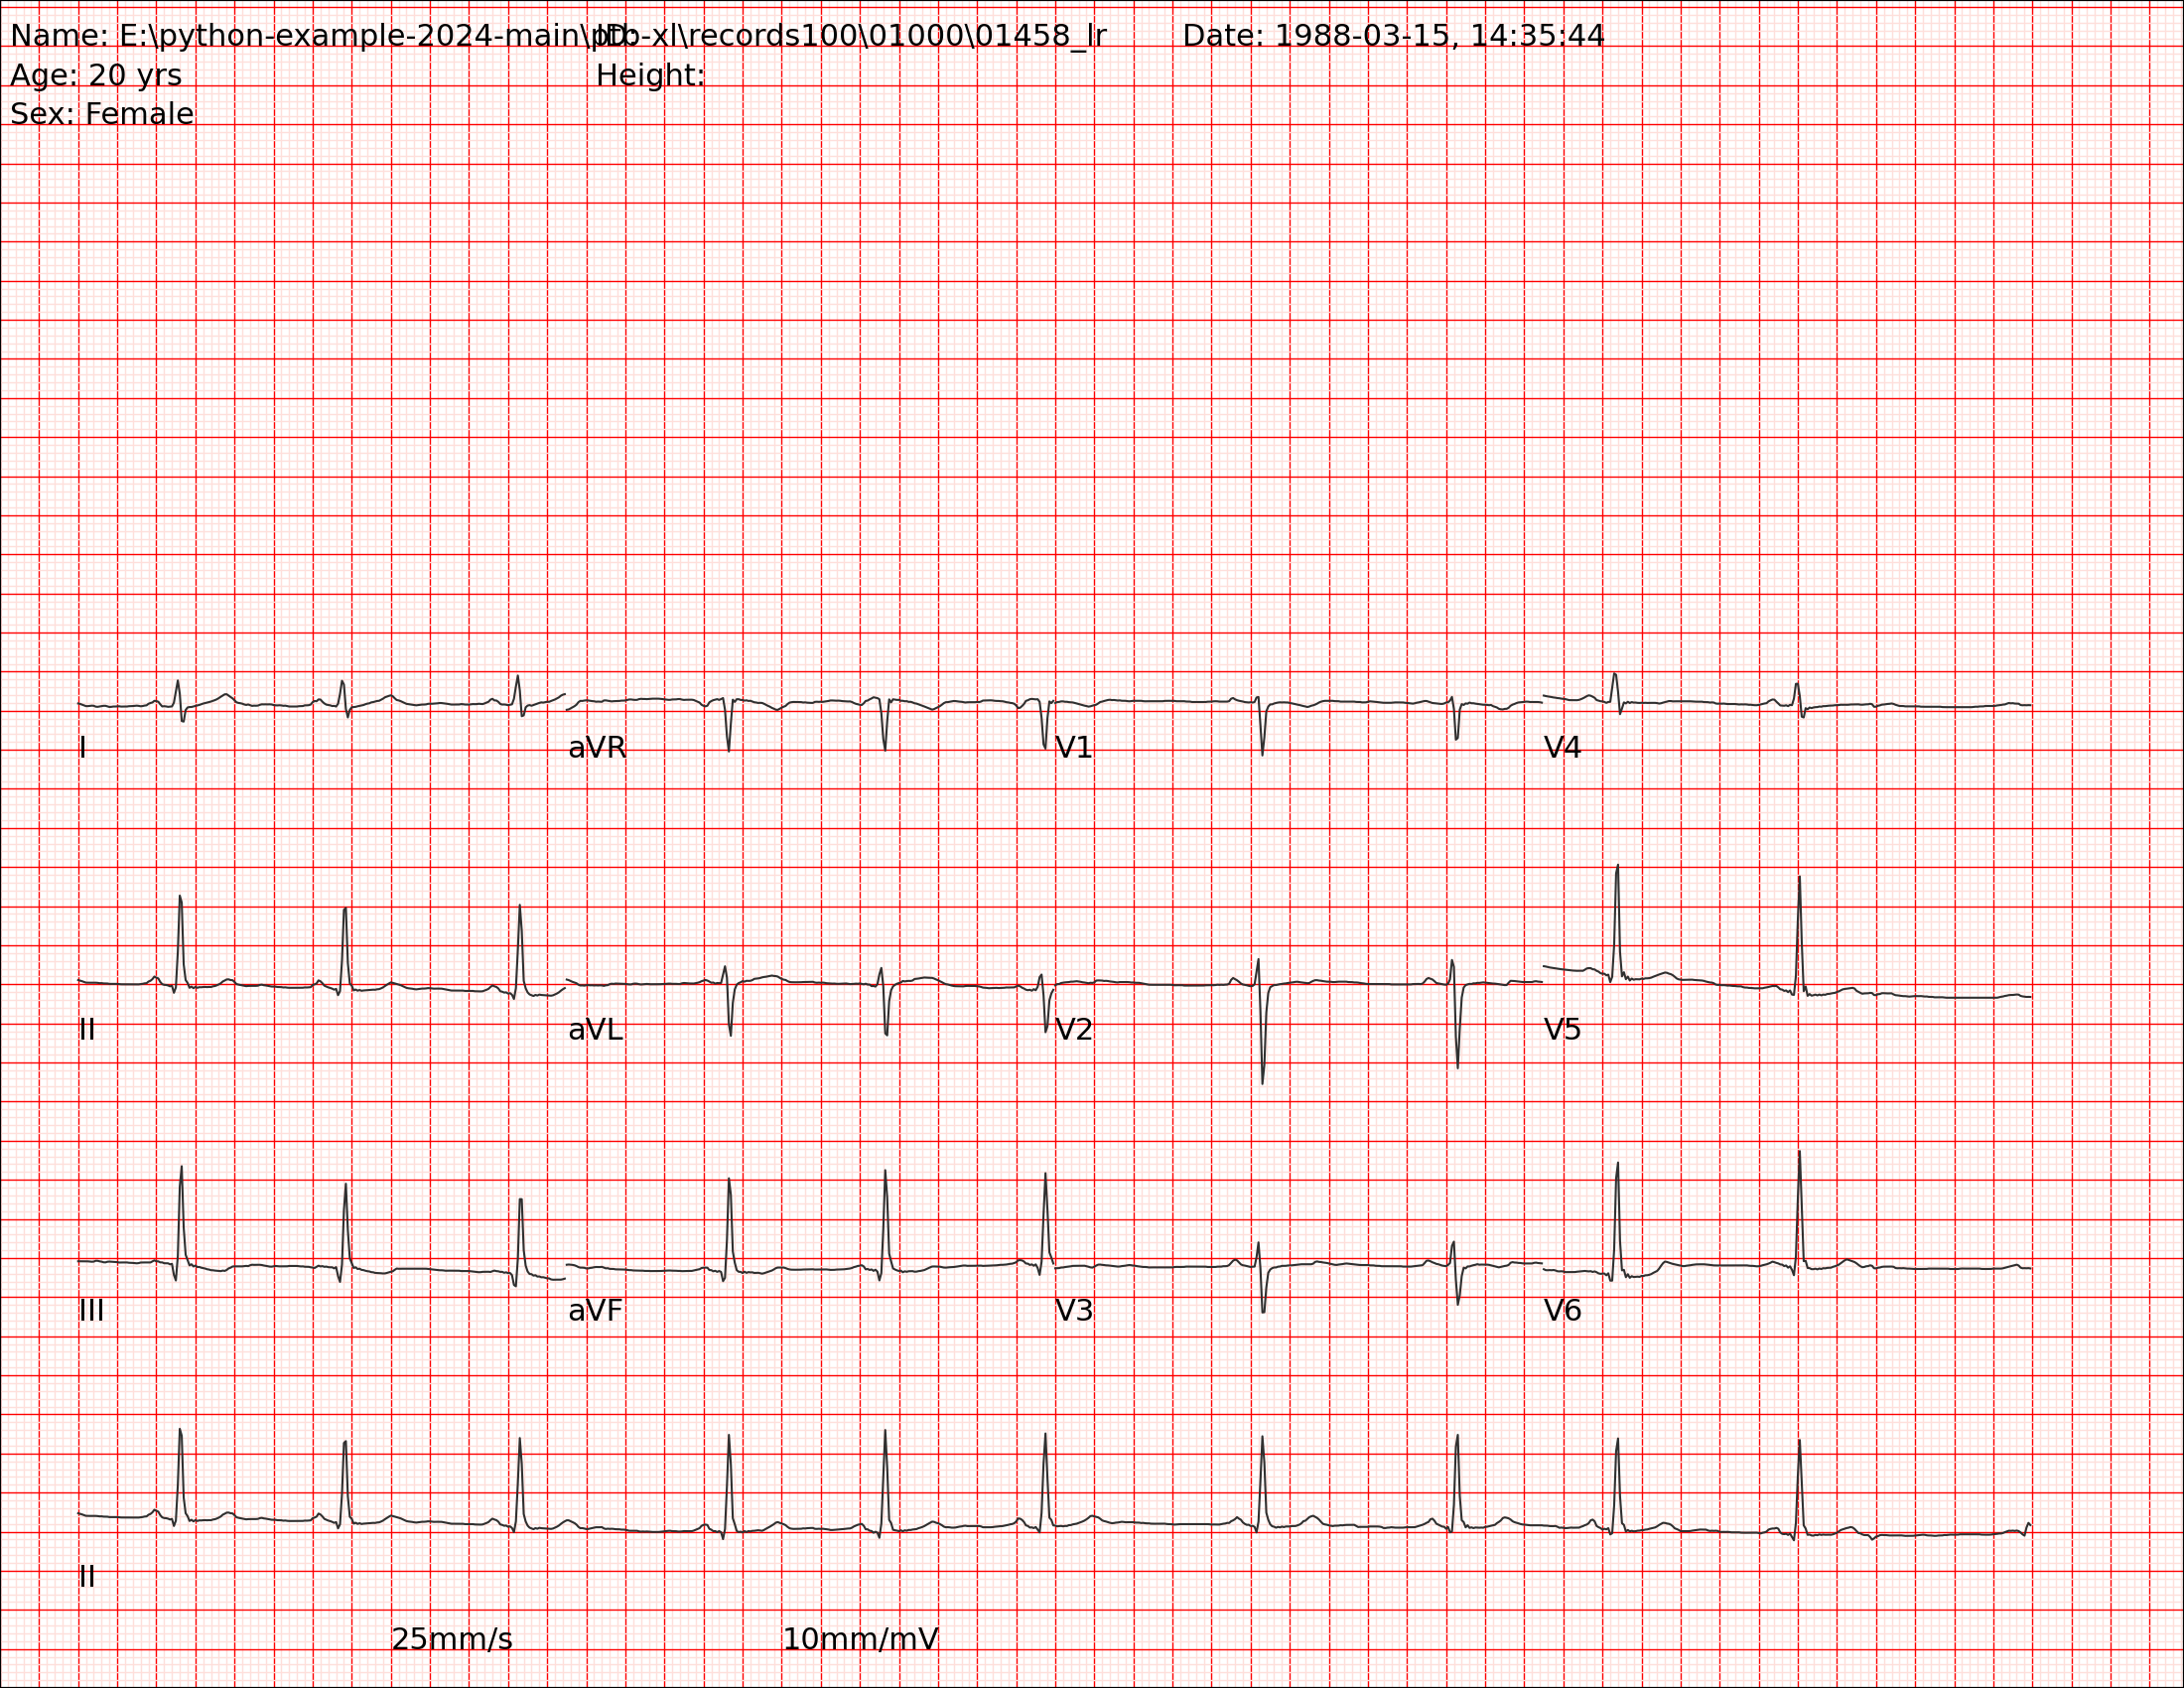 Name: E:\python-example-2024-main\ptb-xl\records100\01000\01458_lr ID: Date: 1988-03-15, 14:35:44
Age: 20 yrs Height:
Sex: Female
I aVR V1 V4
II aVL V2 V5
III aVF V3 V6
II
25mm/s 10mm/mV